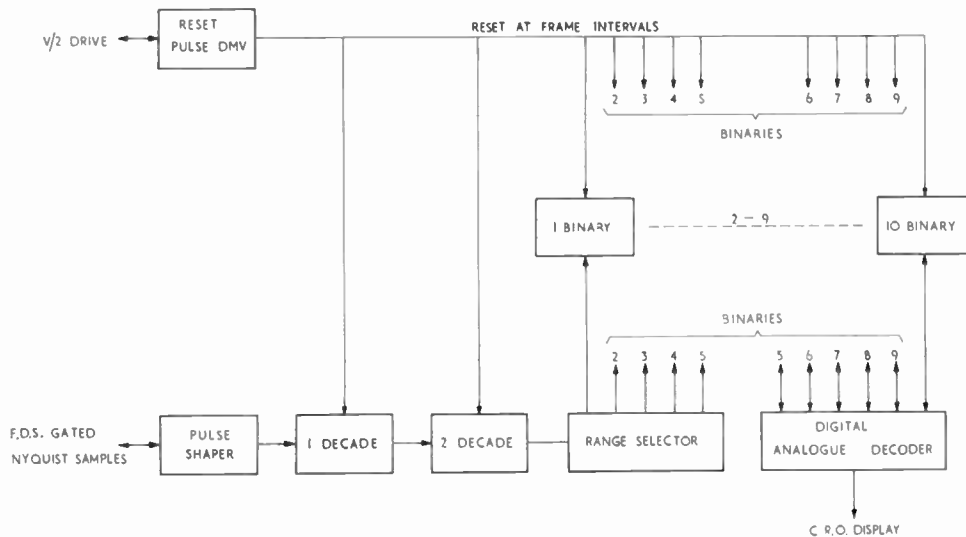 RESET
PULSE DMV
V/2 DRIVE
RESET AT FRAME INTERVALS
2 3 4 5 6 7 8 9
BINARIES
1 BINARY
2 – 9
10 BINARY
BINARIES
2 3 4 5 5 6 7 8 9
F.D.S. GATED
NYQUIST SAMPLES
PULSE
SHAPER
1 DECADE
2 DECADE
RANGE SELECTOR
DIGITAL
ANALOGUE DECODER
C.R.O. DISPLAY